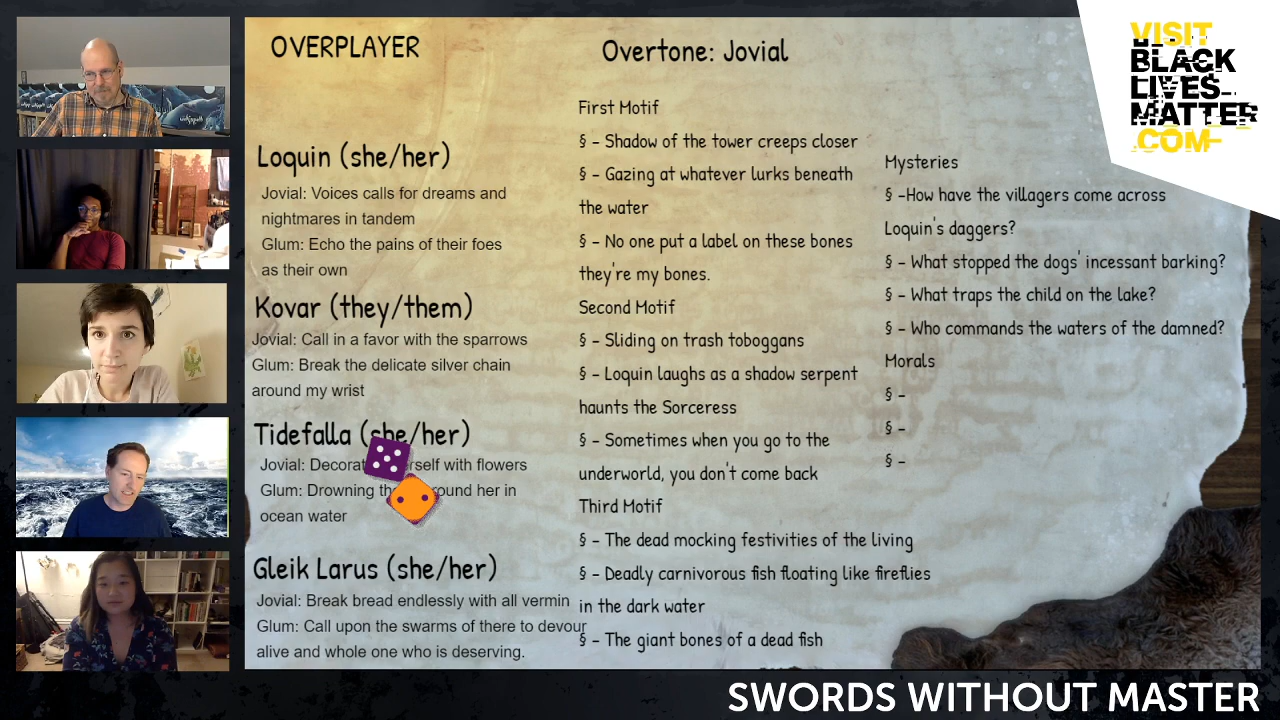 OVERPLAYER
Loquin (she/her)
Jovial: Voices calls for dreams and
nightmares in tandem
Glum: Echo the pains of their foes
as their own
Kovar (they/them)
Jovial: Call in a favor with the sparrows
Glum: Break the delicate silver chain
around my wrist
Tidefalla (she/her)
Jovial: with flowers
Glum: Drowning her in
ocean water
Gleik Larus (she/her)
Jovial: Break bread endlessly with all vermin
Glum: Call upon the swarms of there to devour
alive and whole one who is deserving.
Overtone: Jovial
First Motif
§ - Shadow of the tower creeps closer
§ - Gazing at whatever lurks beneath
the water
§ - No one put a label on these bones
they're my bones.
Second Motif
§ - Sliding on trash toboggans
§ - Loquin laughs as a shadow serpent
haunts the Sorceress
§ - Sometimes when you go to the
underworld, you don't come back
Third Motif
§ - The dead mocking festivities of the living
§ - Deadly carnivorous fish floating like fireflies
in the dark water
§ - The giant bones of a dead fish
Mysteries
§ -How have the villagers come across
Loquin's daggers?
§ - What stopped the dogs' incessant barking?
§ - What traps the child on the lake?
§ - Who commands the waters of the damned?
Morals
§ -
§ -
§ -
VISIT
BLACK
LIVES
MATTER
.COM
SWORDS WITHOUT MASTER